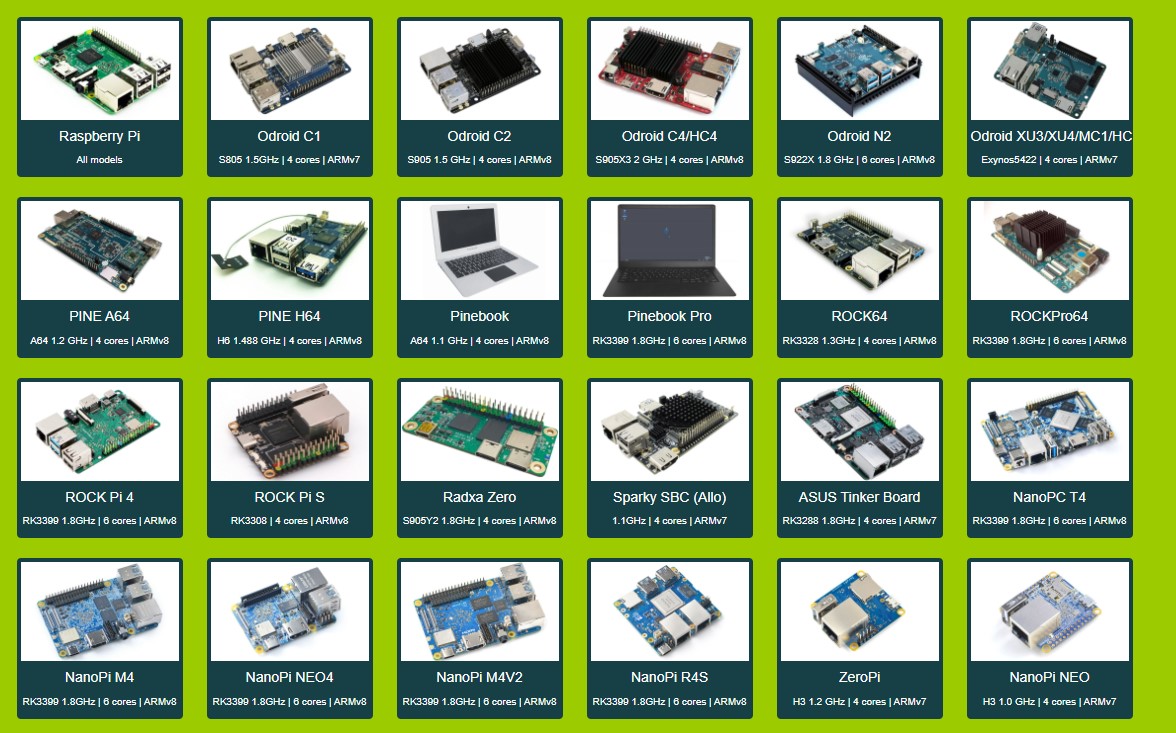 Raspberry Pi
All models
Odroid C1
S805 1.5GHz | 4 cores | ARMv7
Odroid C2
S905 1.5 GHz | 4 cores | ARMv8
Odroid C4/HC4
S905X3 2 GHz | 4 cores | ARMv8
Odroid N2
S922X 1.8 GHz | 6 cores | ARMv8
Odroid XU3/XU4/MC1/HC
Exynos5422 | 4 cores | ARMv7
PINE A64
A64 1.2 GHz | 4 cores | ARMv8
PINE H64
H6 1.488 GHz | 4 cores | ARMv8
Pinebook
A64 1.1 GHz | 4 cores | ARMv8
Pinebook Pro
RK3399 1.8GHz | 6 cores | ARMv8
ROCK64
RK3328 1.3GHz | 4 cores | ARMv8
ROCKPro64
RK3399 1.8GHz | 6 cores | ARMv8
ROCK Pi 4
RK3399 1.8GHz | 6 cores | ARMv8
ROCK Pi S
RK3308 | 4 cores | ARMv8
Radxa Zero
S905Y2 1.8GHz | 4 cores | ARMv8
Sparky SBC (Allo)
1.1GHz | 4 cores | ARMv7
ASUS Tinker Board
RK3288 1.8GHz | 4 cores | ARMv7
NanoPC T4
RK3399 1.8GHz | 6 cores | ARMv8
NanoPi M4
RK3399 1.8GHz | 6 cores | ARMv8
NanoPi NEO4
RK3399 1.8GHz | 6 cores | ARMv8
NanoPi M4V2
RK3399 1.8GHz | 6 cores | ARMv8
NanoPi R4S
RK3399 1.8GHz | 6 cores | ARMv8
ZeroPi
H3 1.2 GHz | 4 cores | ARMv7
NanoPi NEO
H3 1.0 GHz | 4 cores | ARMv7